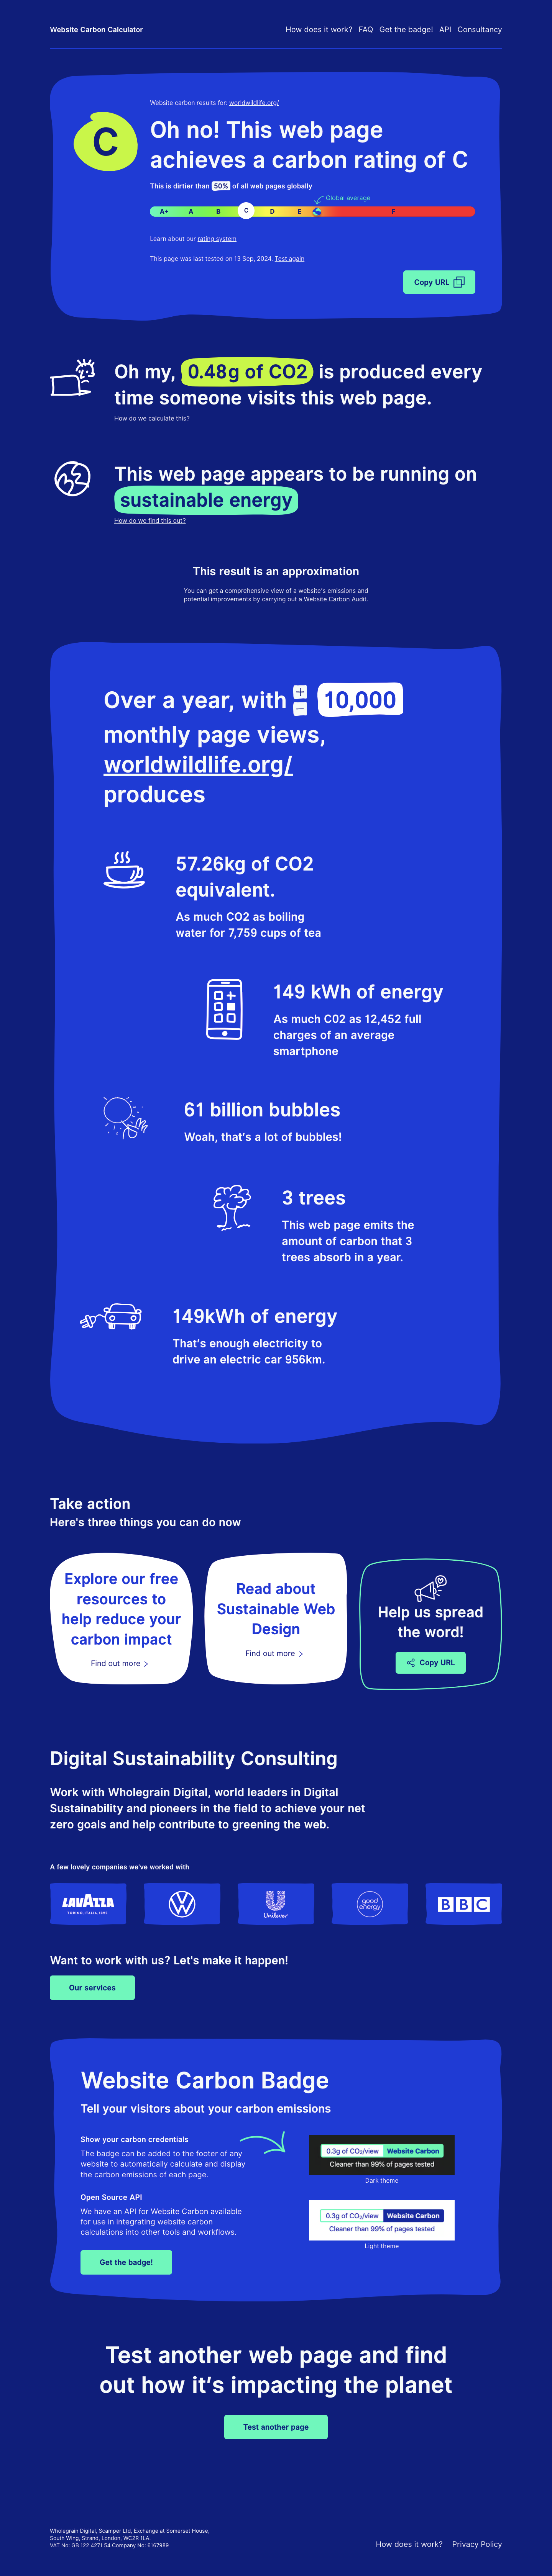 Website Carbon Calculator
How does it work? FAQ Get the badge! API Consultancy
Website carbon results for: worldwildlife.org/
C
Oh no! This web page
achieves a carbon rating of C
This is dirtier than 50% of all web pages globally
Global average
A+ A B C D E F
Learn about our rating system
This page was last tested on 13 Sep, 2024. Test again
Copy URL
Oh my, 0.48g of CO2 is produced every
time someone visits this web page.
How do we calculate this?
This web page appears to be running on
sustainable energy
How do we find this out?
This result is an approximation
You can get a comprehensive view of a website's emissions and
potential improvements by carrying out a Website Carbon Audit.
Over a year, with + − 10,000
monthly page views,
worldwildlife.org/
produces
57.26kg of CO2
equivalent.
As much CO2 as boiling
water for 7,759 cups of tea
149 kWh of energy
As much C02 as 12,452 full
charges of an average
smartphone
61 billion bubbles
Woah, that's a lot of bubbles!
3 trees
This web page emits the
amount of carbon that 3
trees absorb in a year.
149kWh of energy
That's enough electricity to
drive an electric car 956km.
Take action
Here's three things you can do now
Explore our free
resources to
help reduce your
carbon impact
Find out more
Read about
Sustainable Web
Design
Find out more
Help us spread
the word!
Copy URL
Digital Sustainability Consulting
Work with Wholegrain Digital, world leaders in Digital
Sustainability and pioneers in the field to achieve your net
zero goals and help contribute to greening the web.
A few lovely companies we've worked with
LAVAZZA
TORINO, ITALIA, 1895
VW
Unilever
good
energy
BBC
Want to work with us? Let's make it happen!
Our services
Website Carbon Badge
Tell your visitors about your carbon emissions
Show your carbon credentials
The badge can be added to the footer of any
website to automatically calculate and display
the carbon emissions of each page.
Open Source API
We have an API for Website Carbon available
for use in integrating website carbon
calculations into other tools and workflows.
Get the badge!
0.3g of CO₂/view Website Carbon
Cleaner than 99% of pages tested
Dark theme
0.3g of CO₂/view Website Carbon
Cleaner than 99% of pages tested
Light theme
Test another web page and find
out how it's impacting the planet
Test another page
Wholegrain Digital, Scamper Ltd, Exchange at Somerset House,
South Wing, Strand, London, WC2R 1LA.
VAT No: GB 122 4271 54 Company No: 6167989
How does it work? Privacy Policy